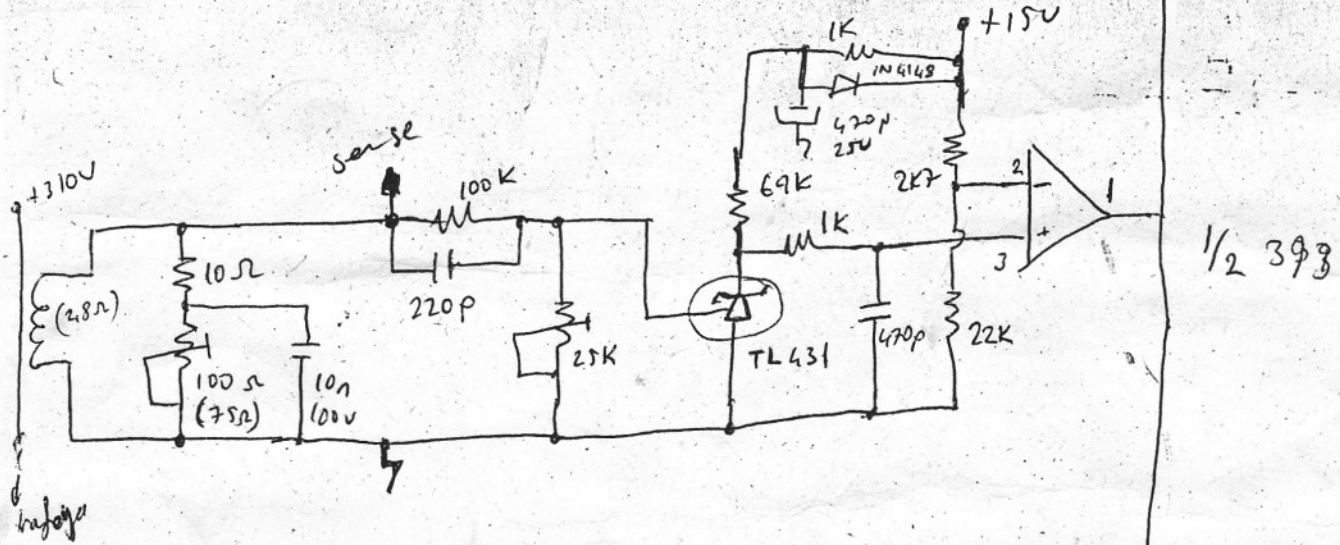 +310V
(28Ω)
10Ω
100Ω
(75Ω)
10n
100V
sense
100K
220p
25K
TL431
69K
1K
1K
IN4148
470µ
25V
+15V
2K7
2
3
1
-
+
470p
22K
1/2 393